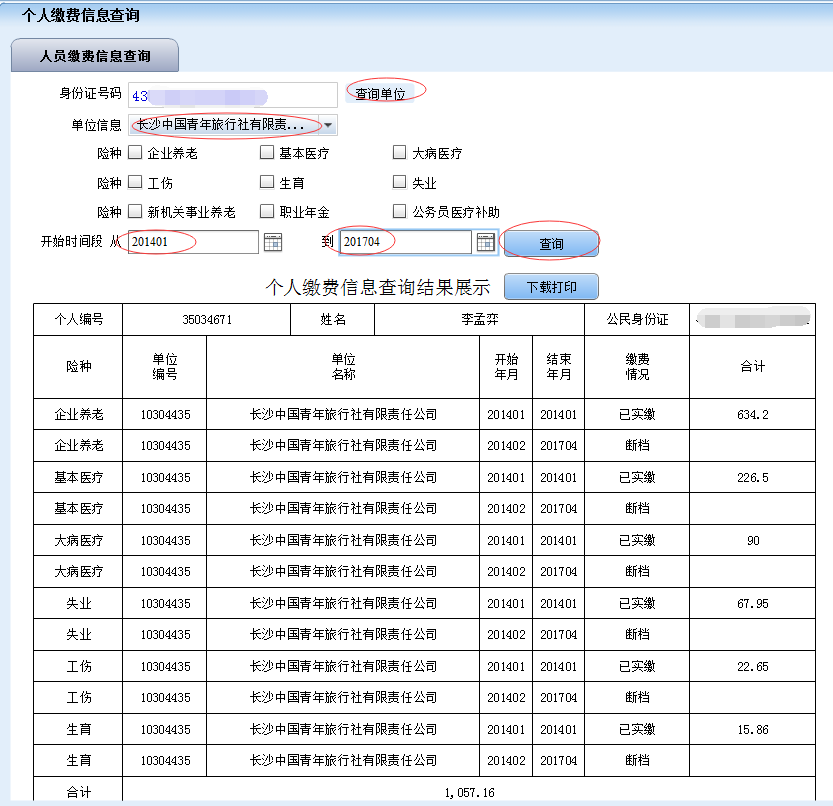 个人缴费信息查询
人员缴费信息查询
身份证号码 43 查询单位
单位信息 长沙中国青年旅行社有限责...
险种 企业养老 基本医疗 大病医疗
险种 工伤 生育 失业
险种 新机关事业养老 职业年金 公务员医疗补助
开始时间段 从 201401 到 201704 查询
个人缴费信息查询结果展示 下载打印
个人编号 35034671 姓名 李孟弈 公民身份证
险种 单位编号 单位名称 开始年月 结束年月 缴费情况 合计
企业养老 10304435 长沙中国青年旅行社有限责任公司 201401 201401 已实缴 634.2
企业养老 10304435 长沙中国青年旅行社有限责任公司 201402 201704 断档
基本医疗 10304435 长沙中国青年旅行社有限责任公司 201401 201401 已实缴 226.5
基本医疗 10304435 长沙中国青年旅行社有限责任公司 201402 201704 断档
大病医疗 10304435 长沙中国青年旅行社有限责任公司 201401 201401 已实缴 90
大病医疗 10304435 长沙中国青年旅行社有限责任公司 201402 201704 断档
失业 10304435 长沙中国青年旅行社有限责任公司 201401 201401 已实缴 67.95
失业 10304435 长沙中国青年旅行社有限责任公司 201402 201704 断档
工伤 10304435 长沙中国青年旅行社有限责任公司 201401 201401 已实缴 22.65
工伤 10304435 长沙中国青年旅行社有限责任公司 201402 201704 断档
生育 10304435 长沙中国青年旅行社有限责任公司 201401 201401 已实缴 15.86
生育 10304435 长沙中国青年旅行社有限责任公司 201402 201704 断档
合计 1,057.16